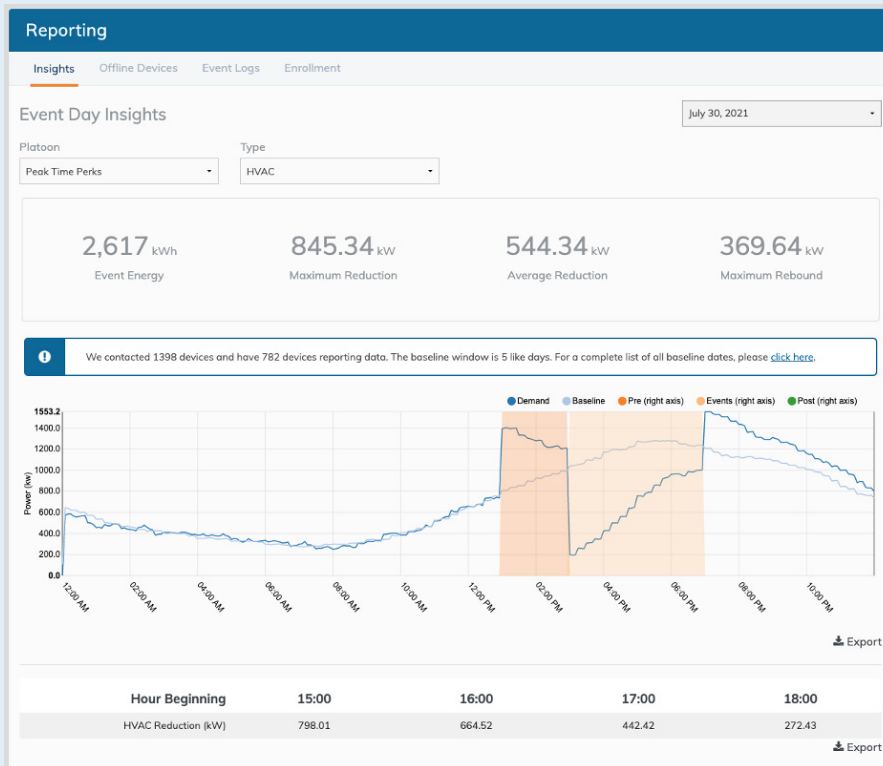 Reporting
Insights Offline Devices Event Logs Enrollment
Event Day Insights
July 30, 2021
Platoon Type
Peak Time Perks HVAC
2,617 kWh 845.34 kW 544.34 kW 369.64 kW
Event Energy Maximum Reduction Average Reduction Maximum Rebound
We contacted 1398 devices and have 782 devices reporting data. The baseline window is 5 like days. For a complete list of all baseline dates, please click here.
Demand Baseline Pre (right axis) Events (right axis) Post (right axis)
1553.2
1400.0
1200.0
1000.0
800.0
600.0
400.0
200.0
0.0
Power (kw)
12:00 AM 02:00 AM 04:00 AM 06:00 AM 08:00 AM 10:00 AM 12:00 PM 02:00 PM 04:00 PM 06:00 PM 08:00 PM 10:00 PM
Export
Hour Beginning 15:00 16:00 17:00 18:00
HVAC Reduction (kW) 798.01 664.52 442.42 272.43
Export